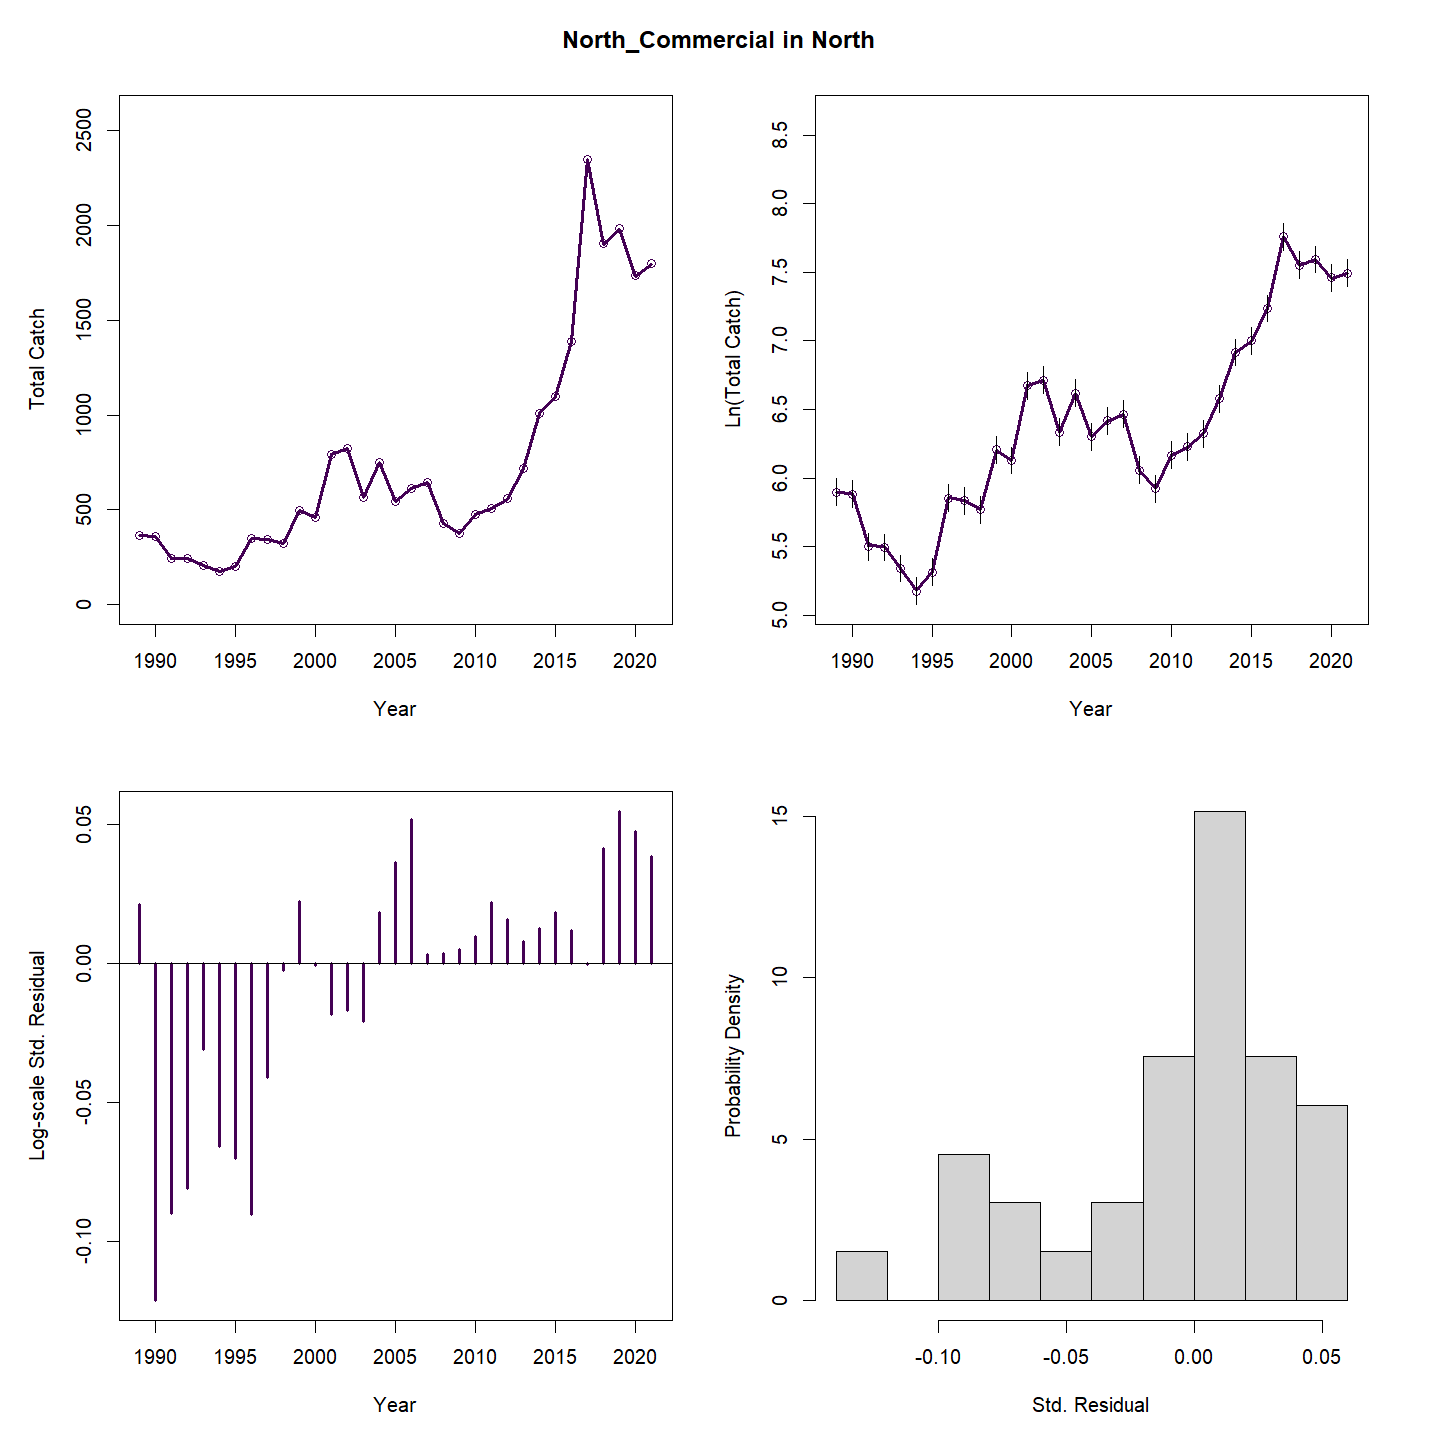 North_Commercial in North
Total Catch
2500
2000
1500
1000
500
0
1990 1995 2000 2005 2010 2015 2020
Year
Ln(Total Catch)
8.5
8.0
7.5
7.0
6.5
6.0
5.5
5.0
1990 1995 2000 2005 2010 2015 2020
Year
Log-scale Std. Residual
0.05
0.00
-0.05
-0.10
1990 1995 2000 2005 2010 2015 2020
Year
Probability Density
15
10
5
0
-0.10 -0.05 0.00 0.05
Std. Residual